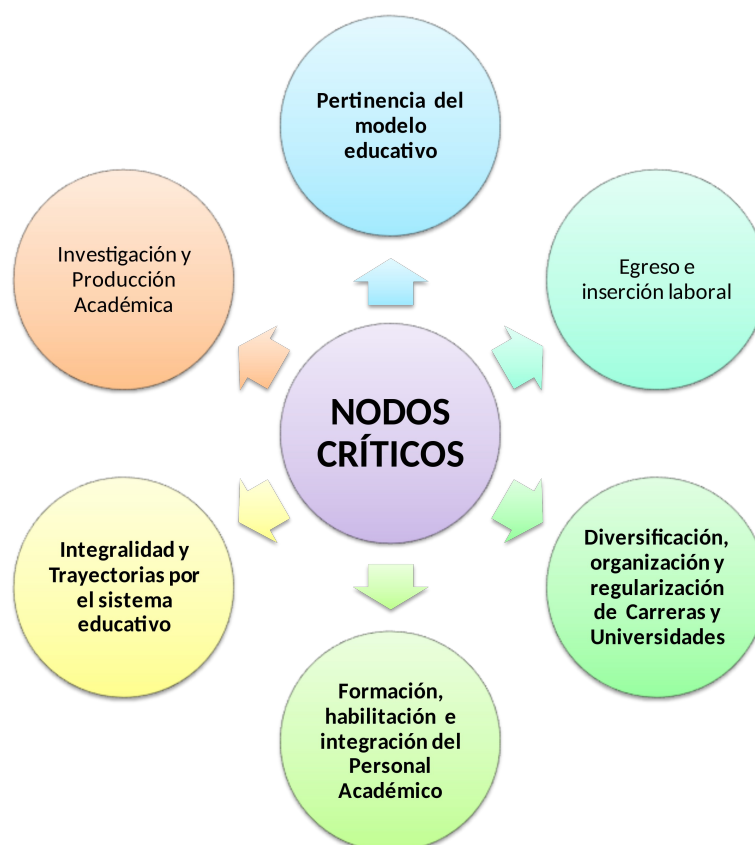 Pertinencia del
modelo
educativo
Investigación y
Producción
Académica
Egreso e
inserción laboral
NODOS
CRÍTICOS
Integralidad y
Trayectorias por
el sistema
educativo
Diversificación,
organización y
regularización
de Carreras y
Universidades
Formación,
habilitación e
integración del
Personal
Académico